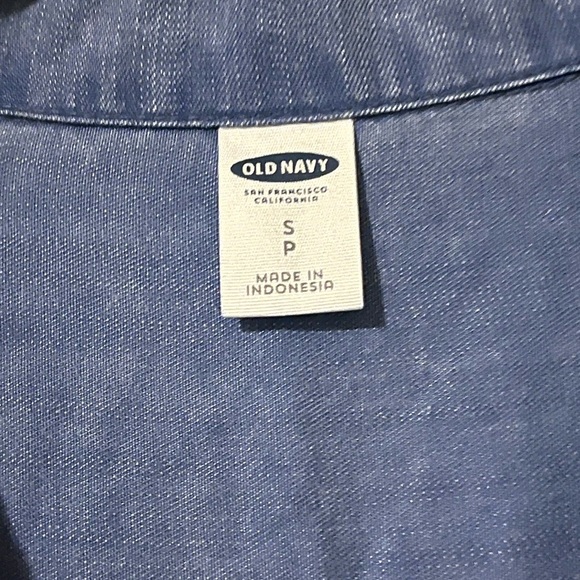 OLD NAVY
SAN FRANCISCO
CALIFORNIA
S
P
MADE IN
INDONESIA